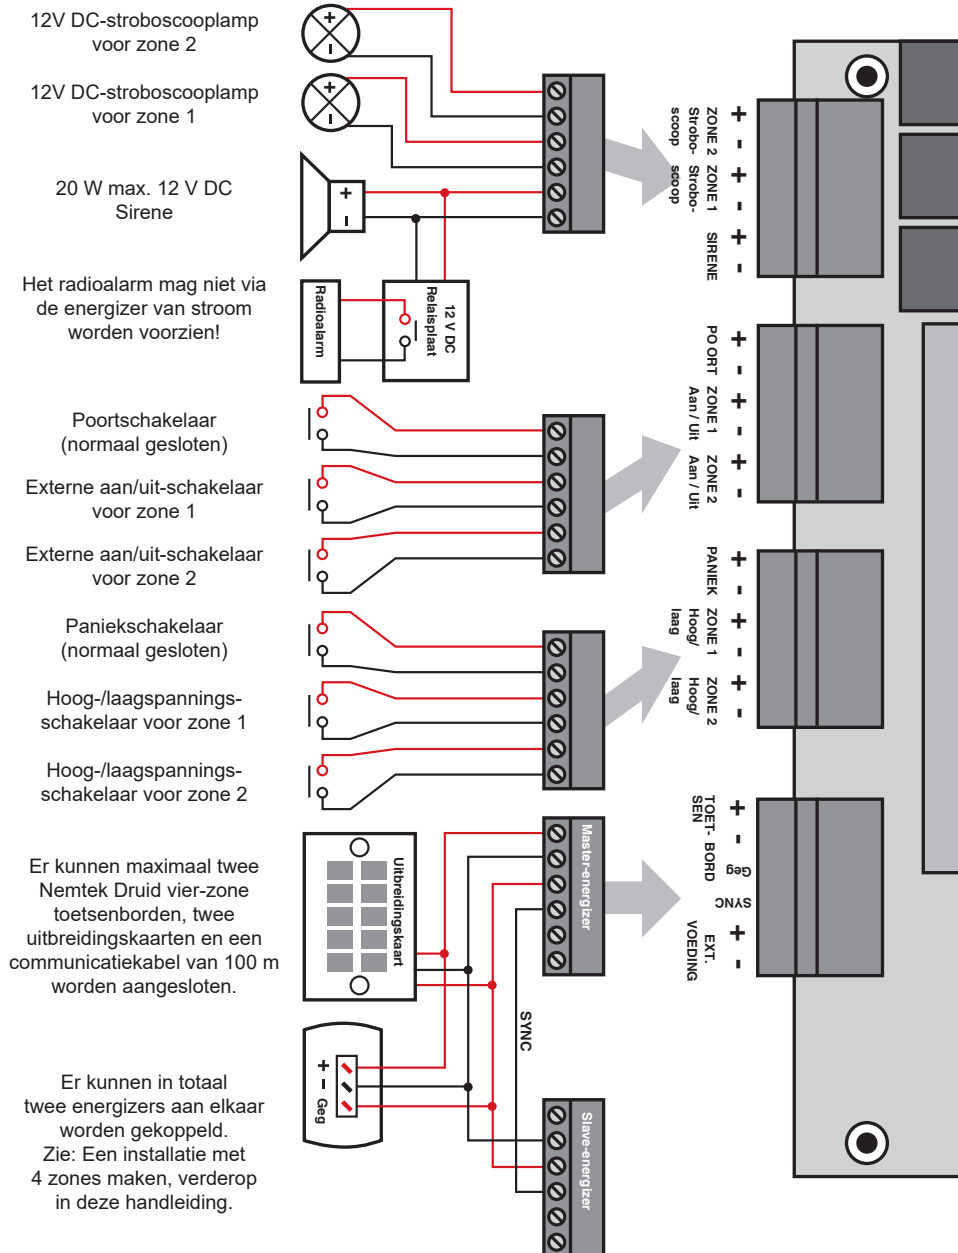 12V DC-stroboscooplamp
voor zone 2
12V DC-stroboscooplamp
voor zone 1
20 W max. 12 V DC
Sirene
Het radioalarm mag niet via
de energizer van stroom
worden voorzien!
Poortschakelaar
(normaal gesloten)
Externe aan/uit-schakelaar
voor zone 1
Externe aan/uit-schakelaar
voor zone 2
Paniekschakelaar
(normaal gesloten)
Hoog-/laagspannings-
schakelaar voor zone 1
Hoog-/laagspannings-
schakelaar voor zone 2
Er kunnen maximaal twee
Nemtek Druid vier-zone
toetsenborden, twee
uitbreidingskaarten en een
communicatiekabel van 100 m
worden aangesloten.
Er kunnen in totaal
twee energizers aan elkaar
worden gekoppeld.
Zie: Een installatie met
4 zones maken, verderop
in deze handleiding.
+
-
+
-
+
-
Radioalarm
12 V DC
Relaisplaat
Uitbreidingskaart
+ - Geg
Master-energizer
SYNC
Slave-energizer
+ - + - + -
ZONE 2 ZONE 1 SIRENE
Strobo- Strobo-
scoop scoop
+ - + - + -
PO ORT ZONE 1 ZONE 2
Aan / Uit Aan / Uit
+ - + - + -
PANIEK ZONE 1 ZONE 2
Hoog/ Hoog/
laag laag
+ - Geg SYNC + -
TOET- BORD EXT.
SEN VOEDING